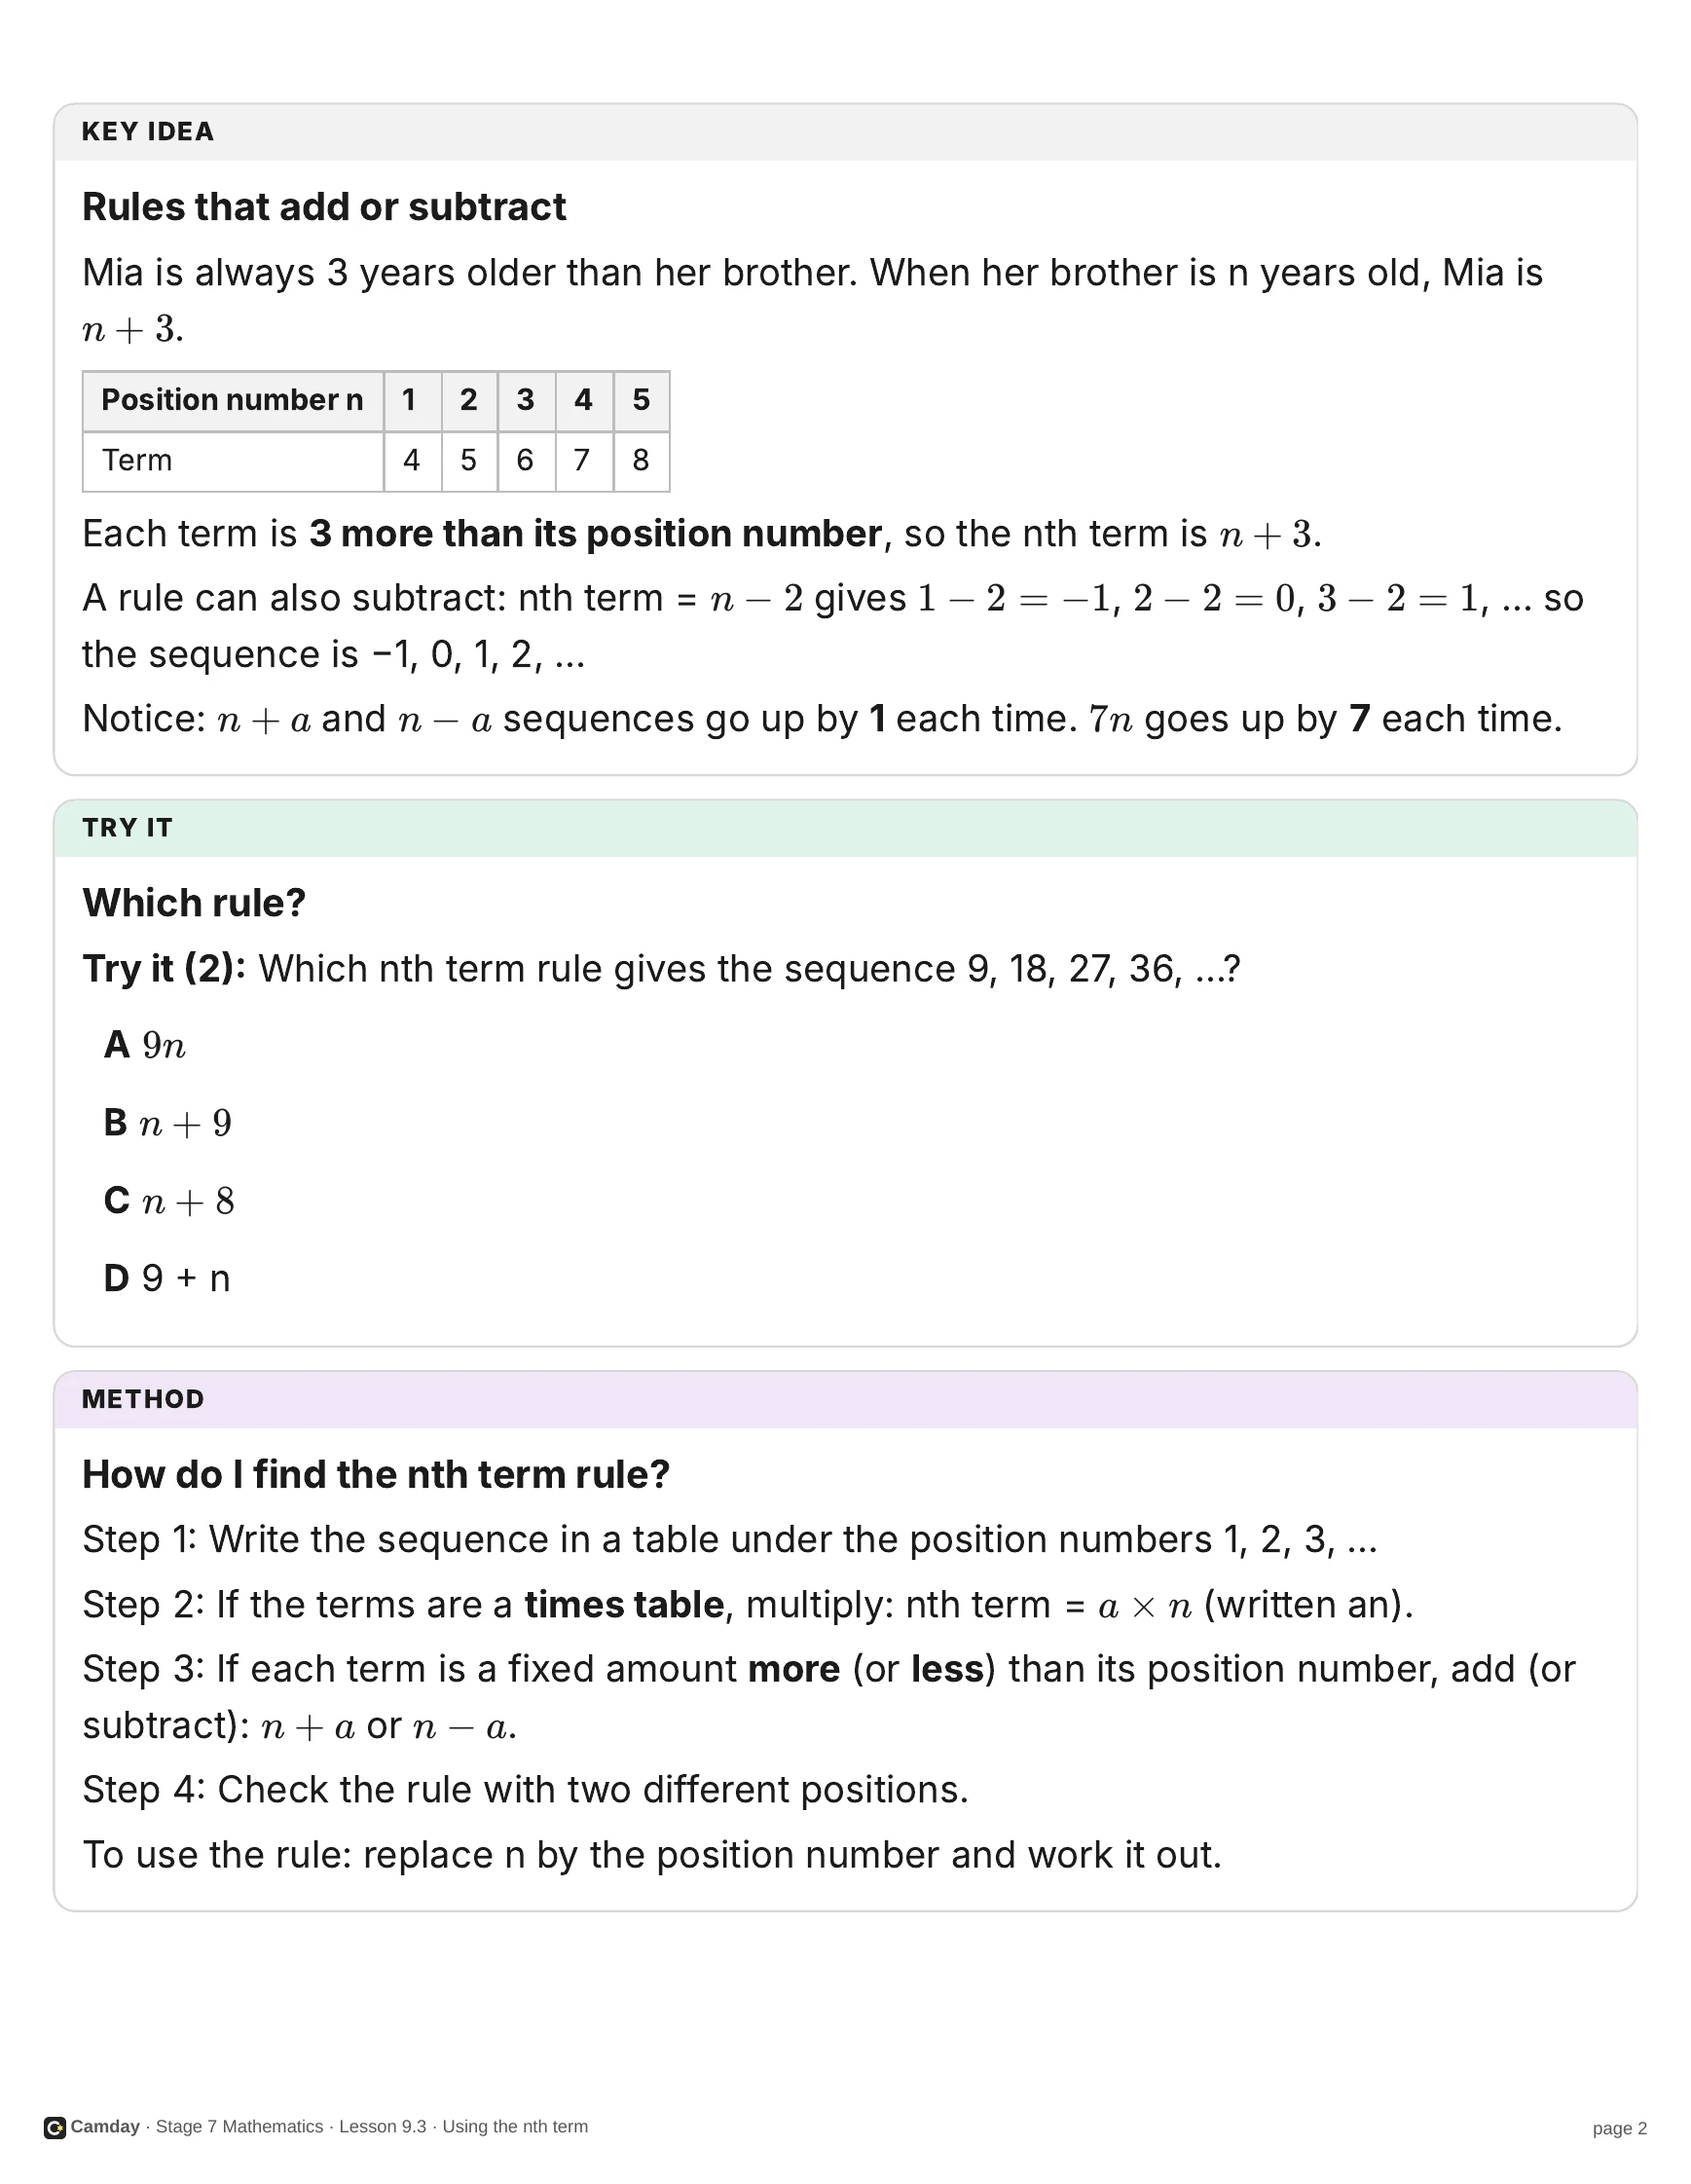 KEY IDEA
Rules that add or subtract
Mia is always 3 years older than her brother. When her brother is n years old, Mia is
n + 3.
Position number n 1 2 3 4 5
Term 4 5 6 7 8
Each term is 3 more than its position number, so the nth term is n + 3.
A rule can also subtract: nth term = n − 2 gives 1 − 2 = −1, 2 − 2 = 0, 3 − 2 = 1, … so
the sequence is −1, 0, 1, 2, …
Notice: n + a and n − a sequences go up by 1 each time. 7n goes up by 7 each time.
TRY IT
Which rule?
Try it (2): Which nth term rule gives the sequence 9, 18, 27, 36, …?
A 9n
B n + 9
C n + 8
D 9 + n
METHOD
How do I find the nth term rule?
Step 1: Write the sequence in a table under the position numbers 1, 2, 3, …
Step 2: If the terms are a times table, multiply: nth term = a × n (written an).
Step 3: If each term is a fixed amount more (or less) than its position number, add (or
subtract): n + a or n − a.
Step 4: Check the rule with two different positions.
To use the rule: replace n by the position number and work it out.
Camday · Stage 7 Mathematics · Lesson 9.3 · Using the nth term
page 2